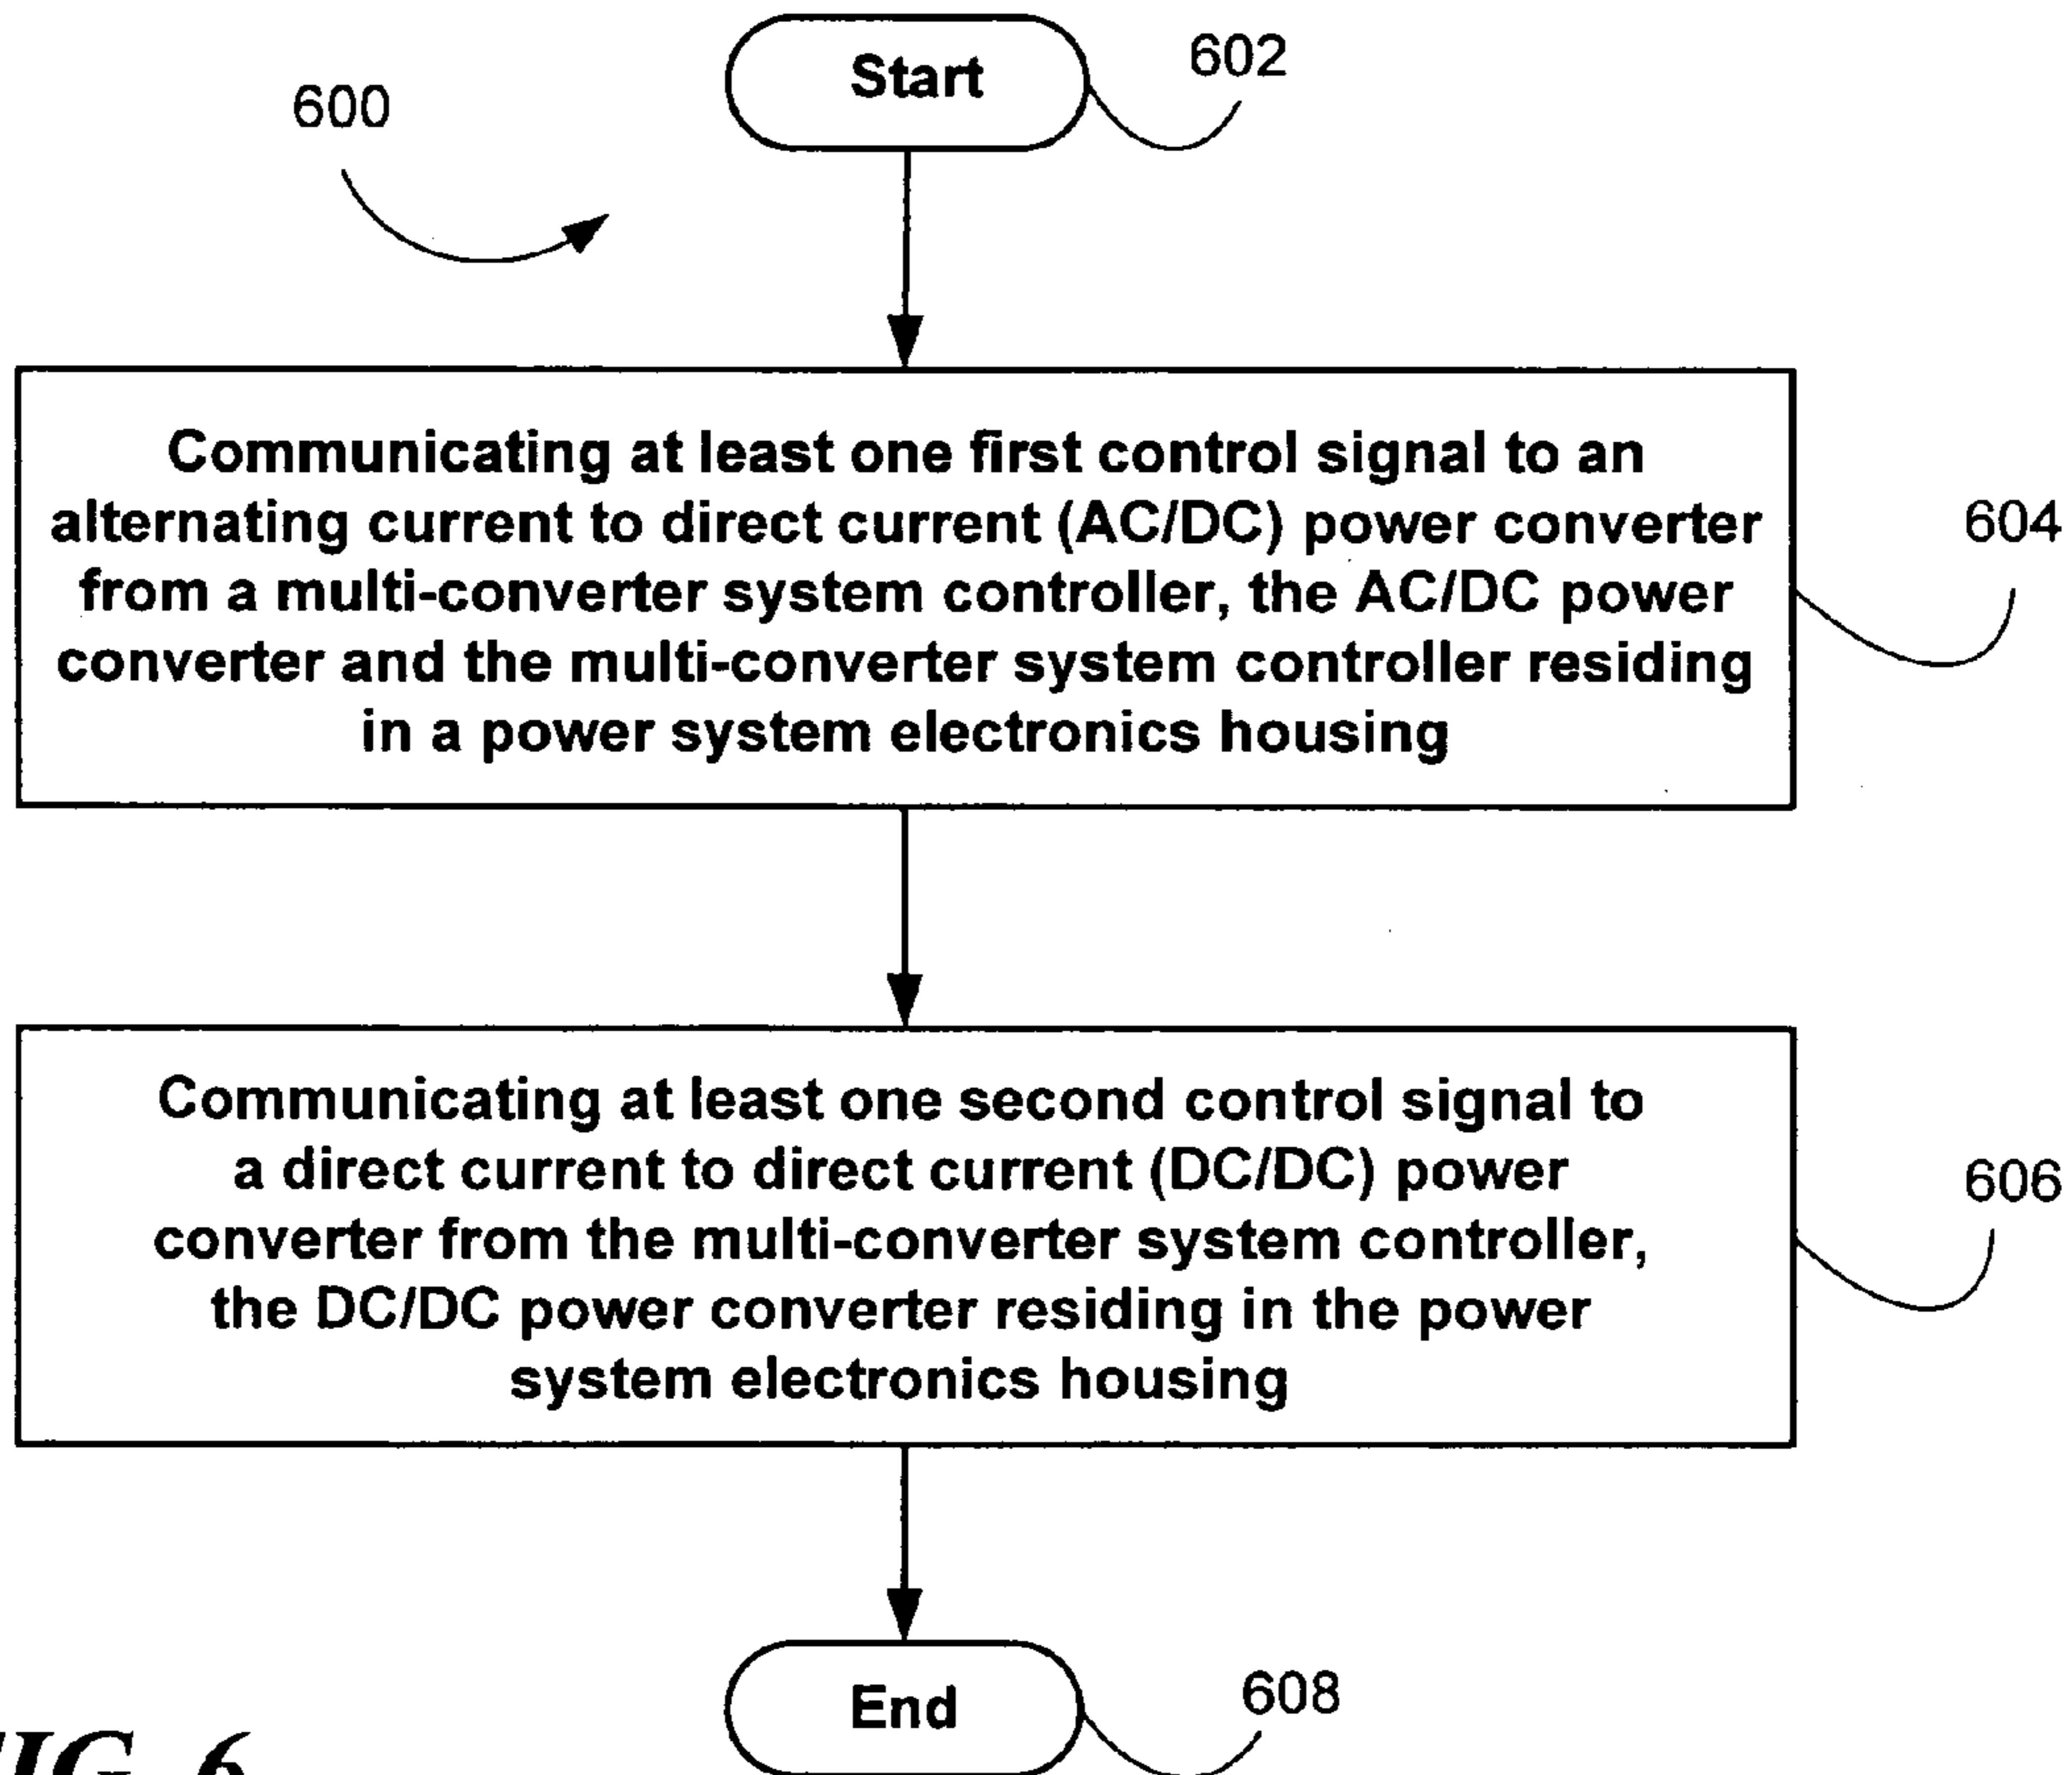 Start
602
600
Communicating at least one first control signal to an
alternating current to direct current (AC/DC) power converter
from a multi-converter system controller, the AC/DC power
converter and the multi-converter system controller residing
in a power system electronics housing
604
Communicating at least one second control signal to
a direct current to direct current (DC/DC) power
converter from the multi-converter system controller,
the DC/DC power converter residing in the power
system electronics housing
606
End
608
FIG. 6